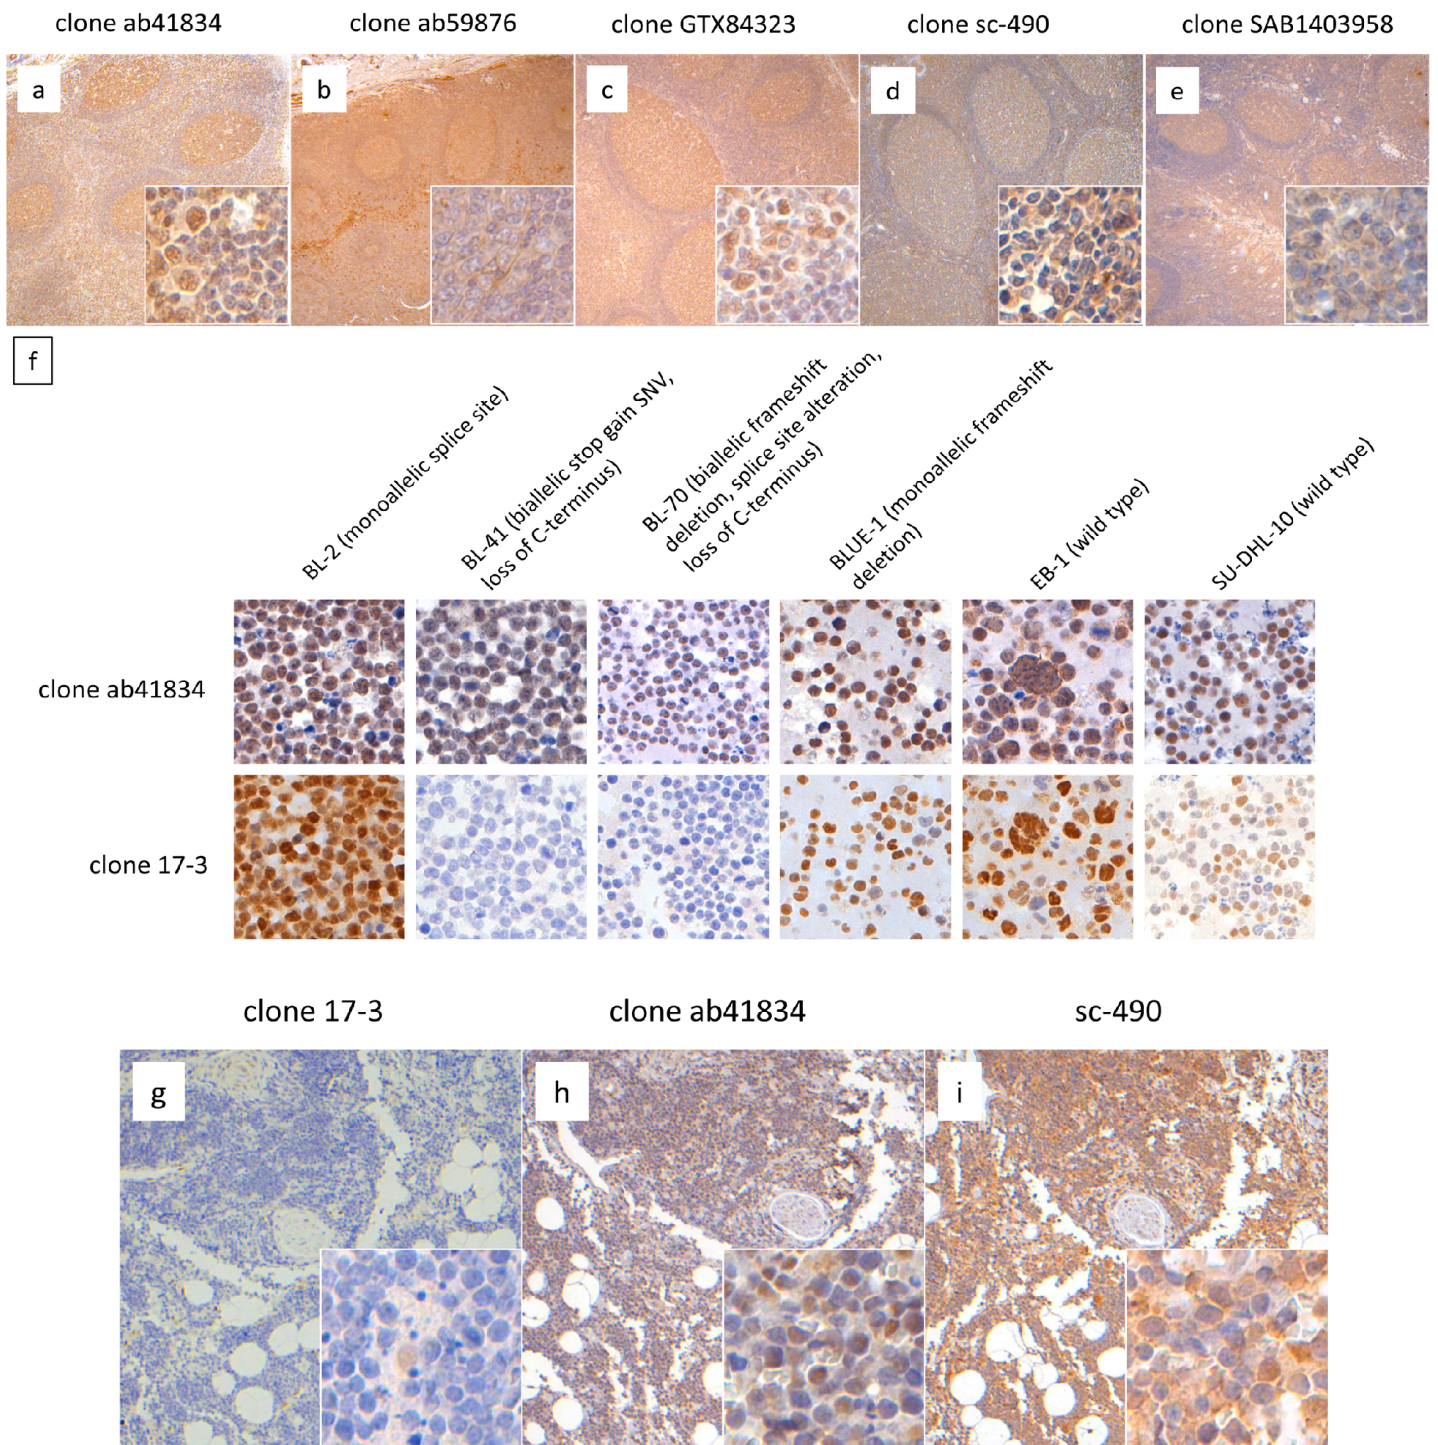 clone ab41834
clone ab59876
clone GTX84323
clone sc-490
clone SAB1403958
a
b
c
d
e
f
BL-2 (monoallelic splice site)
BL-41 (biallelic stop gain SNV,
loss of C-terminus)
BL-70 (biallelic frameshift
deletion, splice site alteration,
loss of C-terminus)
BLUE-1 (monoallelic frameshift
deletion)
EB-1 (wild type)
SU-DHL-10 (wild type)
clone ab41834
clone 17-3
clone 17-3
clone ab41834
sc-490
g
h
i